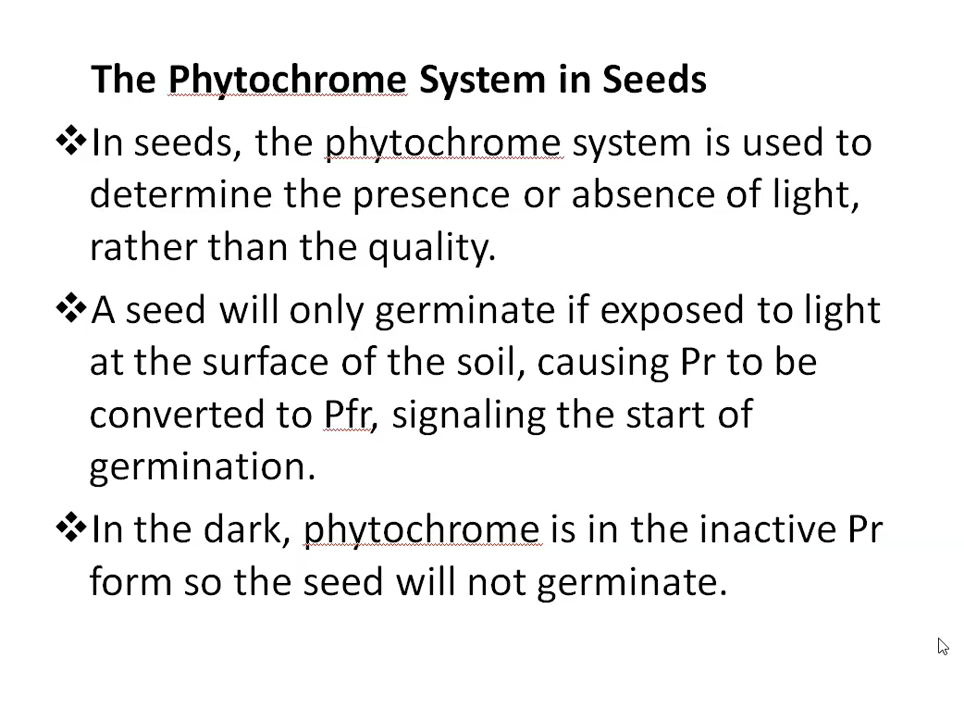 The Phytochrome System in Seeds
❖In seeds, the phytochrome system is used to
determine the presence or absence of light,
rather than the quality.
❖A seed will only germinate if exposed to light
at the surface of the soil, causing Pr to be
converted to Pfr, signaling the start of
germination.
❖In the dark, phytochrome is in the inactive Pr
form so the seed will not germinate.